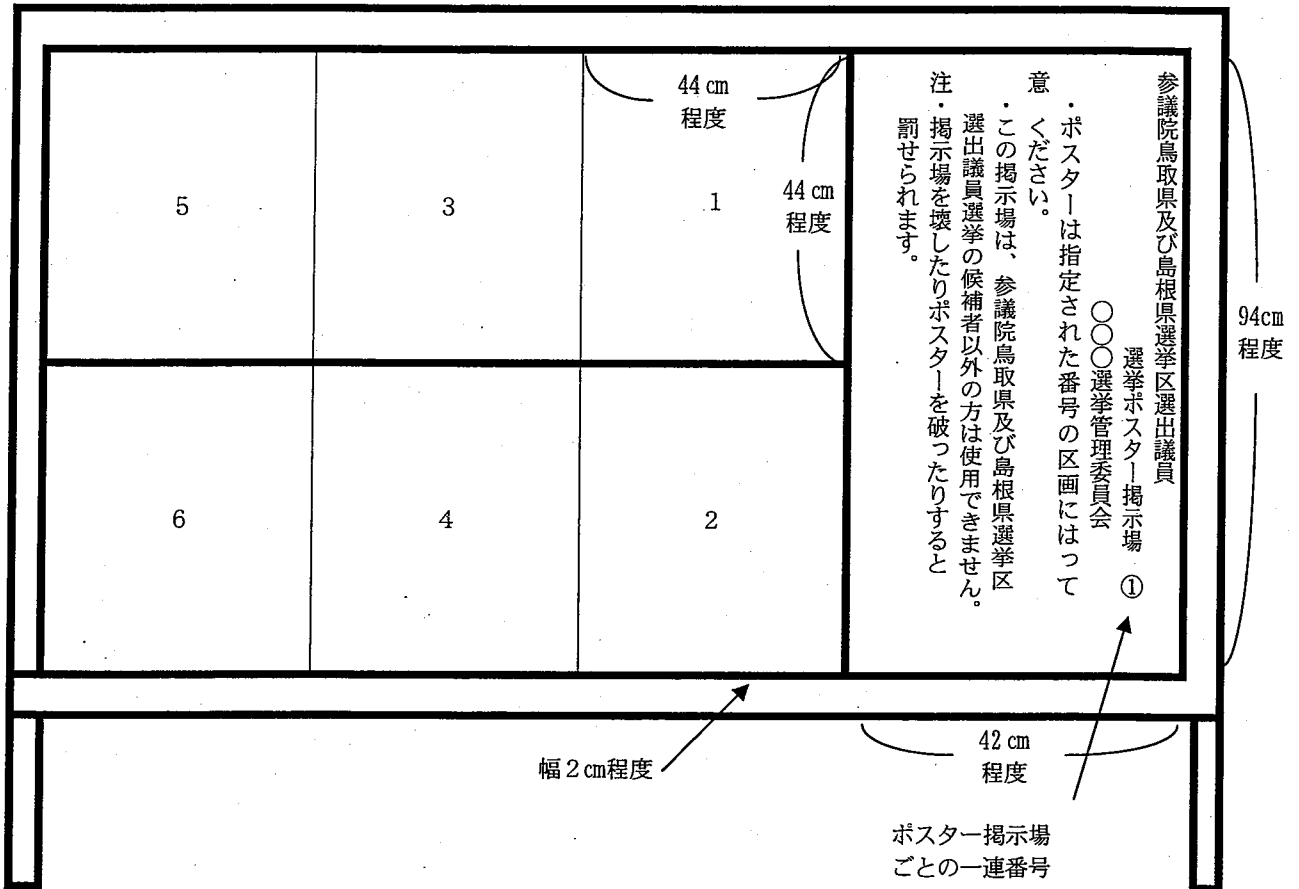 参議院鳥取県及び島根県選挙区選出議員
選挙ポスター掲示場 ①
○○○選挙管理委員会
・ポスターは指定された番号の区画にはって
意 ください。
・この掲示場は、参議院鳥取県及び島根県選挙区
選出議員選挙の候補者以外の方は使用できません。
注・掲示場を壊したりポスターを破ったりすると
罰せられます。
44 cm
程度
44 cm
程度
1
3
5
2
4
6
94cm
程度
42 cm
程度
幅2cm程度
ポスター掲示場
ごとの一連番号